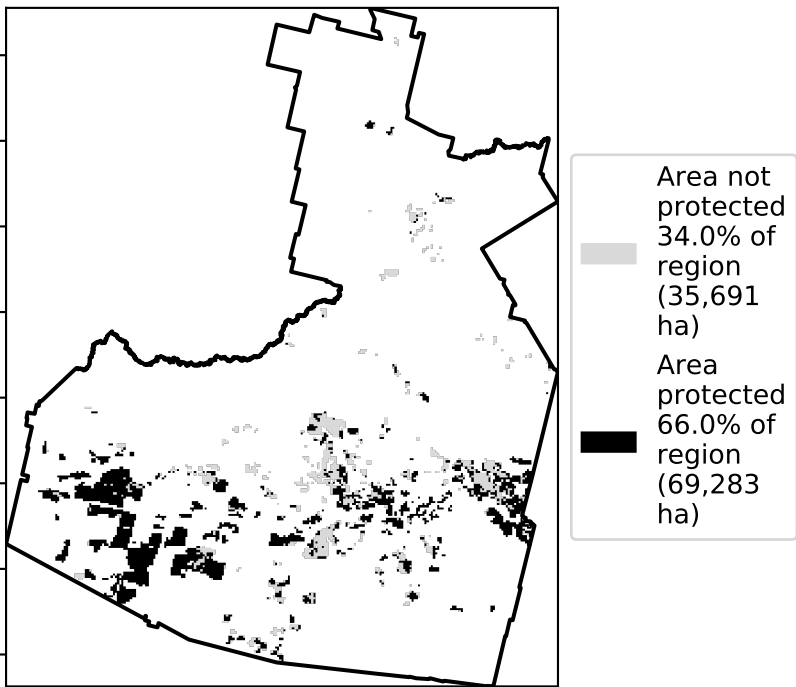 Area not
protected
34.0% of
region
(35,691
ha)
Area
protected
66.0% of
region
(69,283
ha)